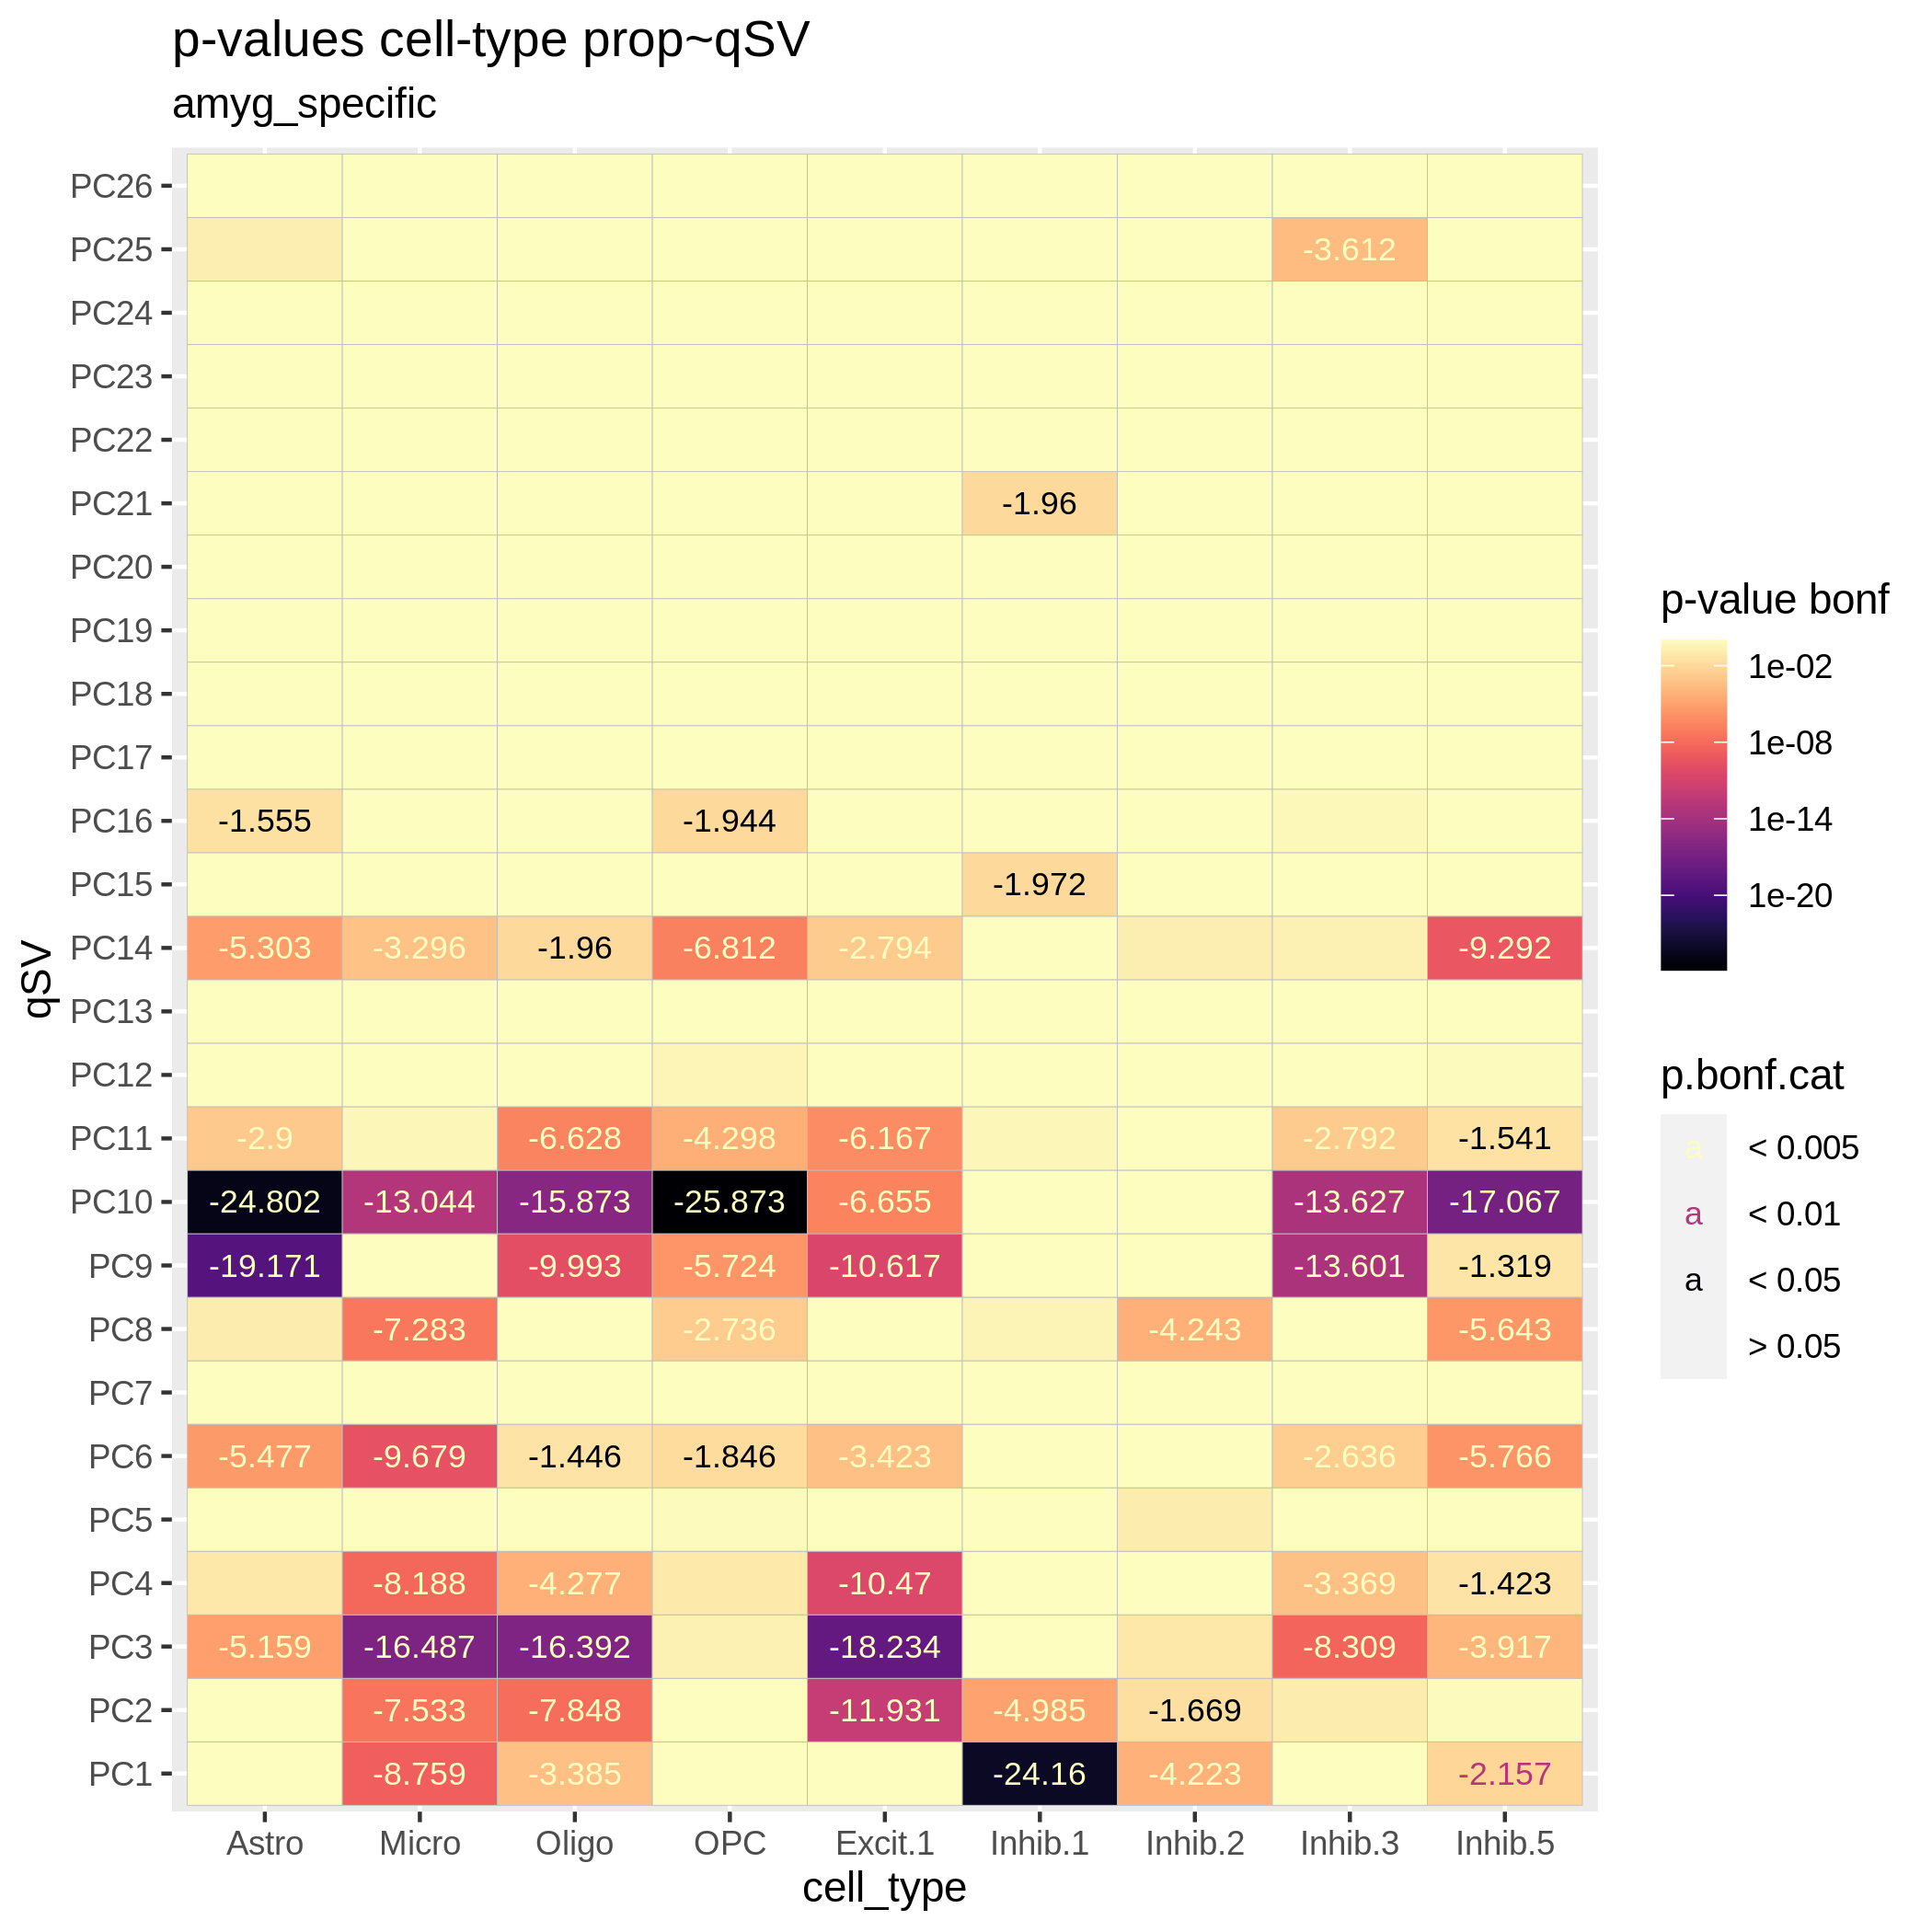 p-values cell-type prop~qSV
amyg_specific
PC26
PC25 -3.612
PC24
PC23
PC22
PC21 -1.96
PC20
PC19
PC18
PC17
PC16 -1.555 -1.944
PC15 -1.972
PC14 -5.303 -3.296 -1.96 -6.812 -2.794 -9.292
PC13
PC12
PC11 -2.9 -6.628 -4.298 -6.167 -2.792 -1.541
PC10 -24.802 -13.044 -15.873 -25.873 -6.655 -13.627 -17.067
PC9 -19.171 -9.993 -5.724 -10.617 -13.601 -1.319
PC8 -7.283 -2.736 -4.243 -5.643
PC7
PC6 -5.477 -9.679 -1.446 -1.846 -3.423 -2.636 -5.766
PC5
PC4 -8.188 -4.277 -10.47 -3.369 -1.423
PC3 -5.159 -16.487 -16.392 -18.234 -8.309 -3.917
PC2 -7.533 -7.848 -11.931 -4.985 -1.669
PC1 -8.759 -3.385 -24.16 -4.223 -2.157
Astro Micro Oligo OPC Excit.1 Inhib.1 Inhib.2 Inhib.3 Inhib.5
cell_type
qSV
p-value bonf
1e-02
1e-08
1e-14
1e-20
p.bonf.cat
a < 0.005
a < 0.01
a < 0.05
> 0.05